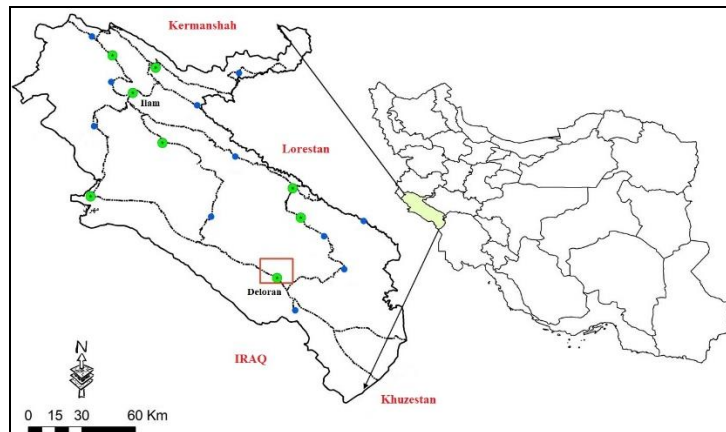 Kermanshah
Ilam
Lorestan
Deloran
IRAQ
Khuzestan
N
0 15 30 60 Km